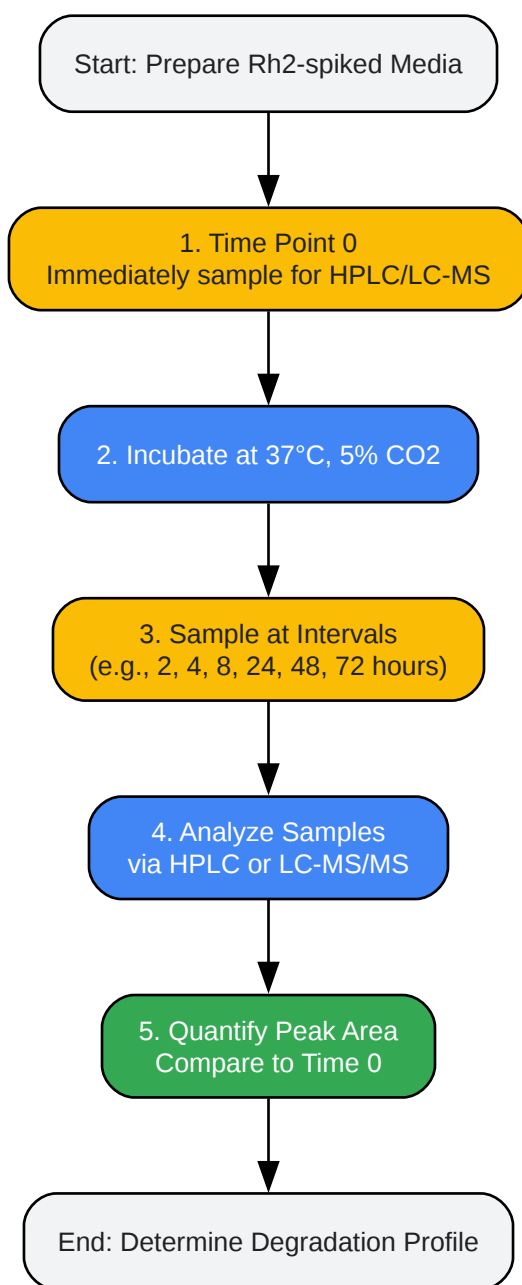 Start: Prepare Rh2-spiked Media
1. Time Point 0
Immediately sample for HPLC/LC-MS
2. Incubate at 37°C, 5% CO2
3. Sample at Intervals
(e.g., 2, 4, 8, 24, 48, 72 hours)
4. Analyze Samples
via HPLC or LC-MS/MS
5. Quantify Peak Area
Compare to Time 0
End: Determine Degradation Profile